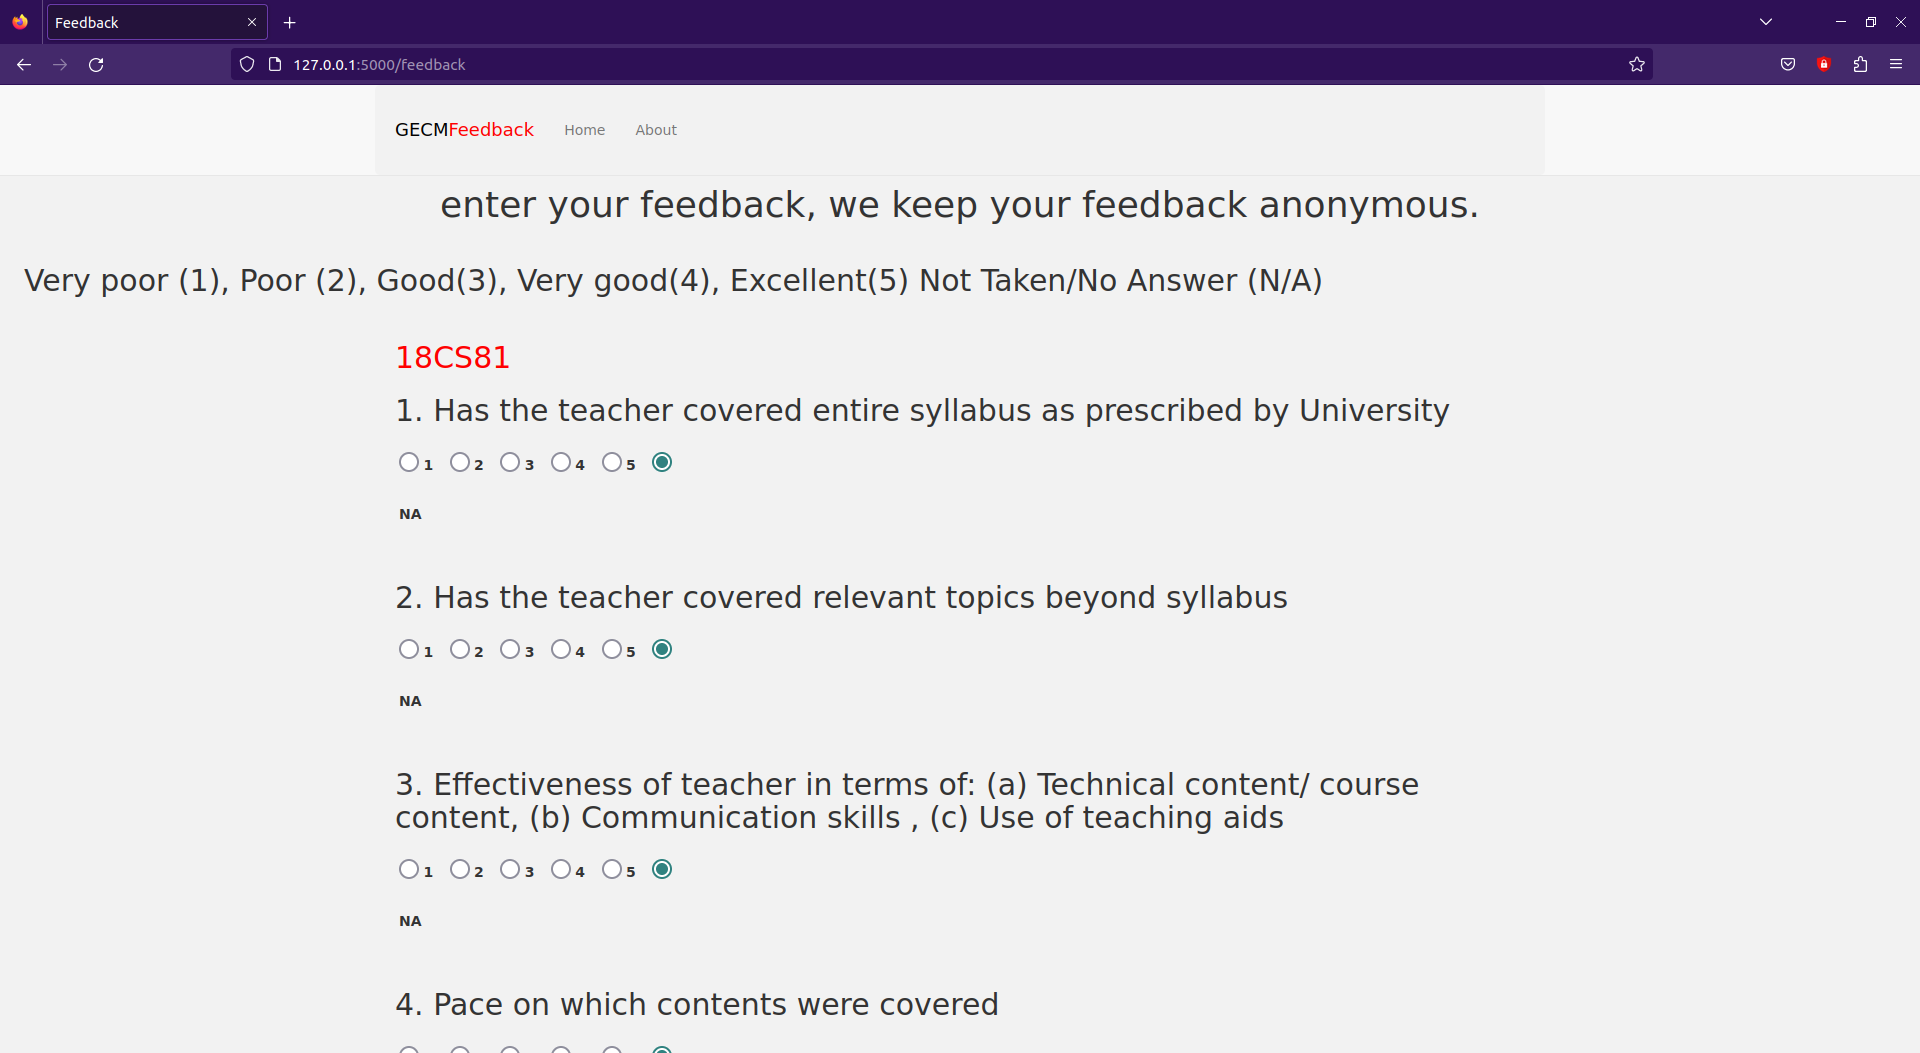 Feedback
127.0.0.1:5000/feedback
GECMFeedback Home About
enter your feedback, we keep your feedback anonymous.
Very poor (1), Poor (2), Good(3), Very good(4), Excellent(5) Not Taken/No Answer (N/A)
18CS81
1. Has the teacher covered entire syllabus as prescribed by University
1 2 3 4 5
NA
2. Has the teacher covered relevant topics beyond syllabus
1 2 3 4 5
NA
3. Effectiveness of teacher in terms of: (a) Technical content/ course
content, (b) Communication skills , (c) Use of teaching aids
1 2 3 4 5
NA
4. Pace on which contents were covered